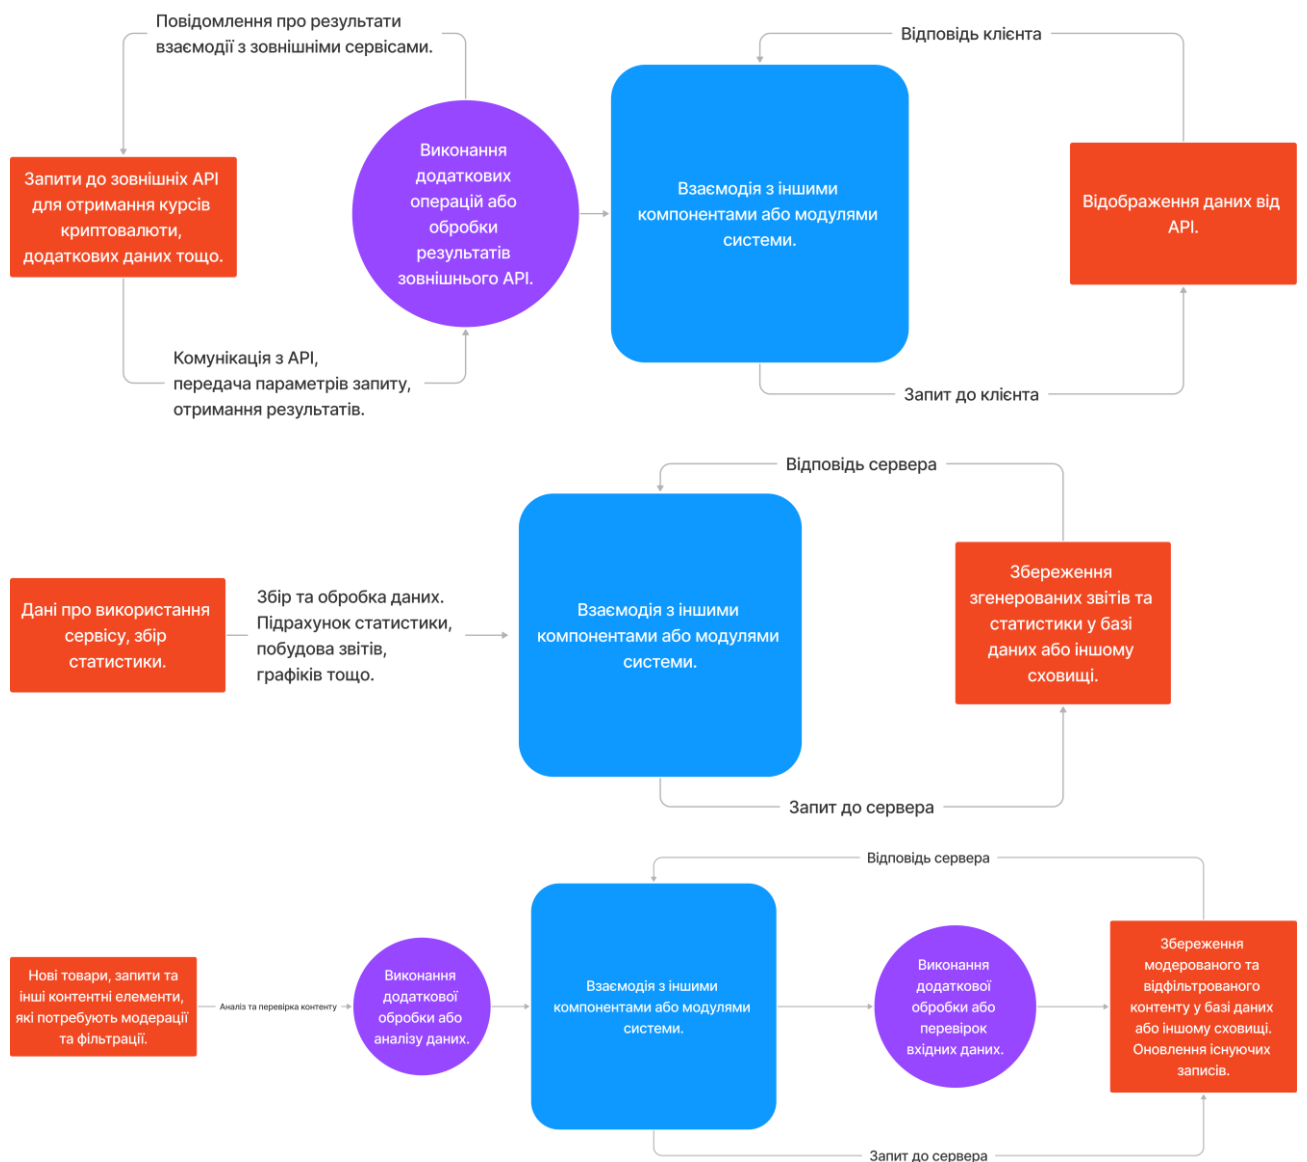 Повідомлення про результати
взаємодії з зовнішніми сервісами.
Відповідь клієнта
Запити до зовнішніх API
для отримання курсів
криптовалюти,
додаткових даних тощо.
Виконання
додаткових
операцій або
обробки
результатів
зовнішнього API.
Взаємодія з іншими
компонентами або модулями
системи.
Відображення даних від
API.
Комунікація з API,
передача параметрів запиту,
отримання результатів.
Запит до клієнта
Відповідь сервера
Дані про використання
сервісу, збір
статистики.
Збір та обробка даних.
Підрахунок статистики,
побудова звітів,
графіків тощо.
Взаємодія з іншими
компонентами або модулями
системи.
Збереження
згенерованих звітів та
статистики у базі
даних або іншому
сховищі.
Запит до сервера
Відповідь сервера
Нові товари, запити та
інші контентні елементи,
які потребують модерації
та фільтрації.
Аналіз та перевірка контенту
Виконання
додаткової
обробки або
аналізу даних.
Взаємодія з іншими
компонентами або модулями
системи.
Виконання
додаткової
обробки або
перевірок
вхідних даних.
Збереження
модерованого та
відфільтрованого
контенту у базі даних
або іншому сховищі.
Оновлення існуючих
записів.
Запит до сервера